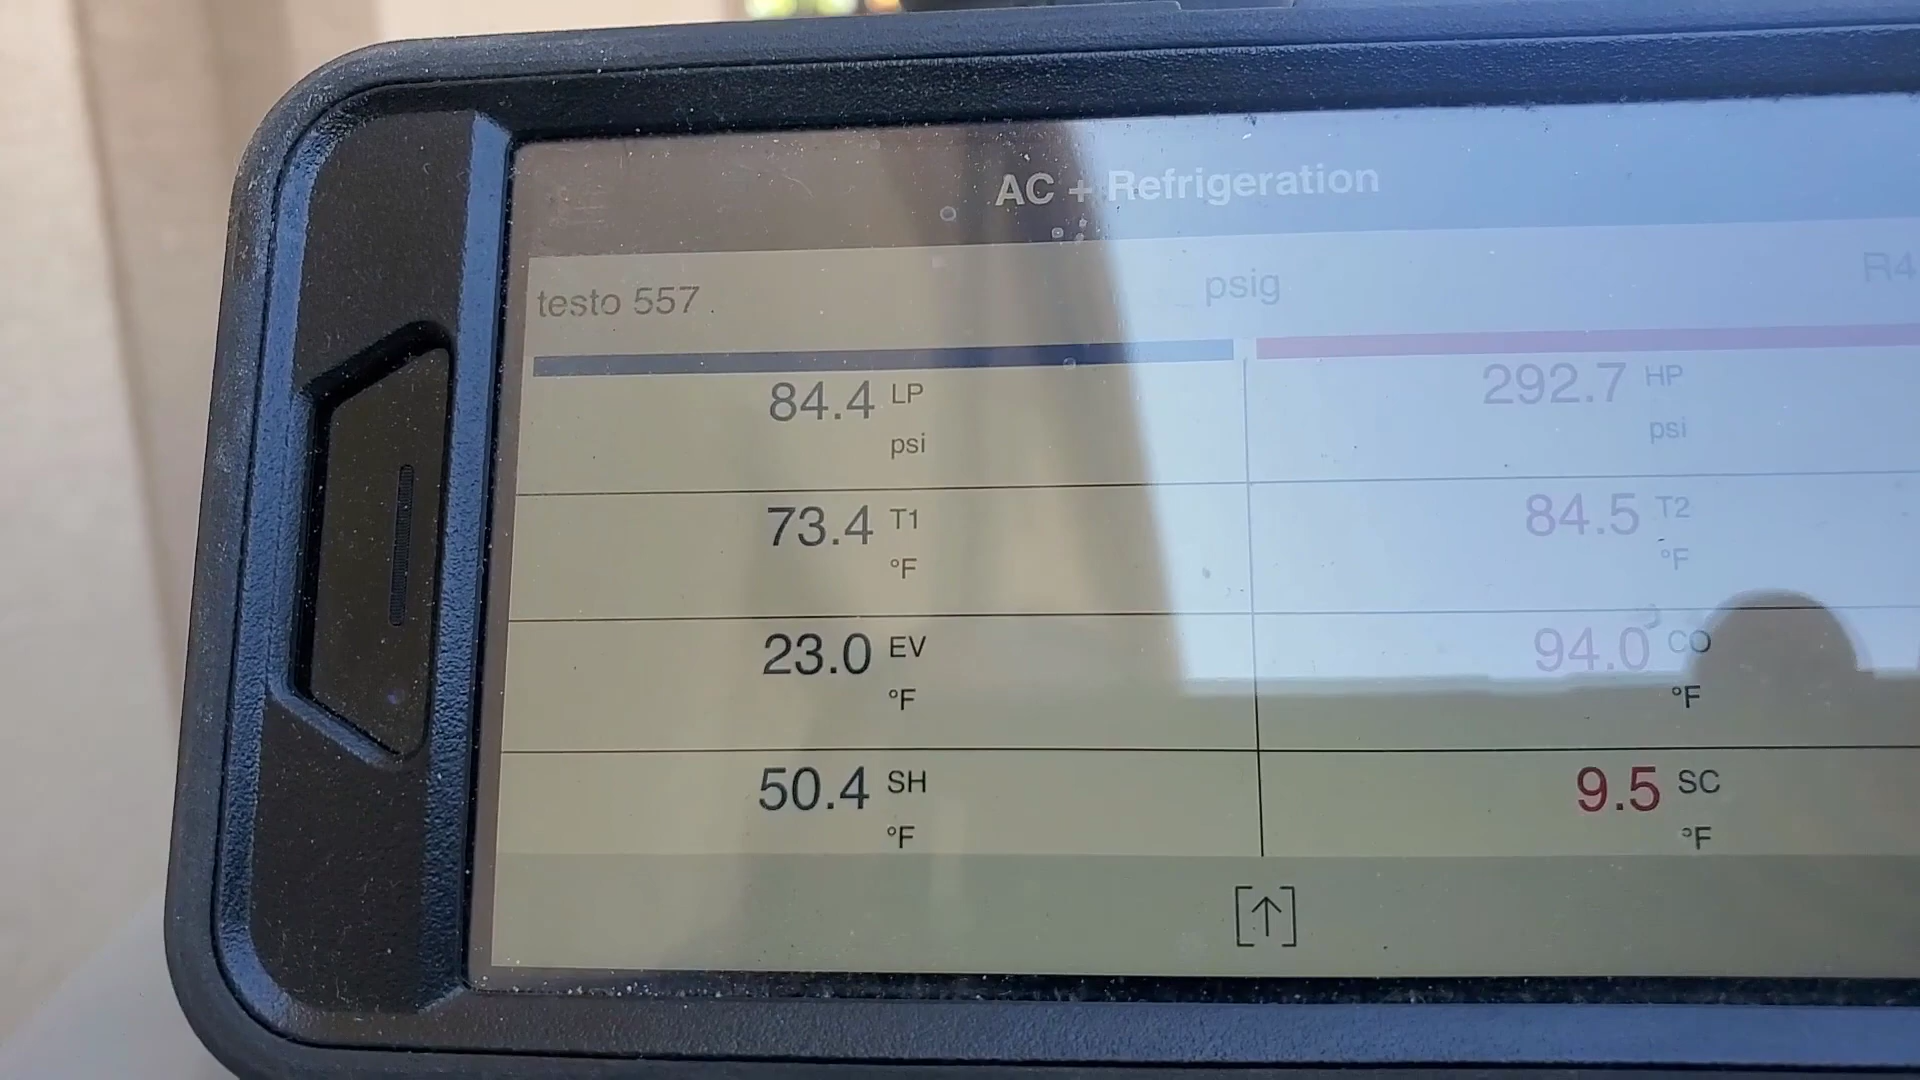 AC + Refrigeration
testo 557 psig R4
84.4 LP psi 292.7 HP psi
73.4 T1 °F 84.5 T2 °F
23.0 EV °F 94.0 CO °F
50.4 SH °F 9.5 SC °F